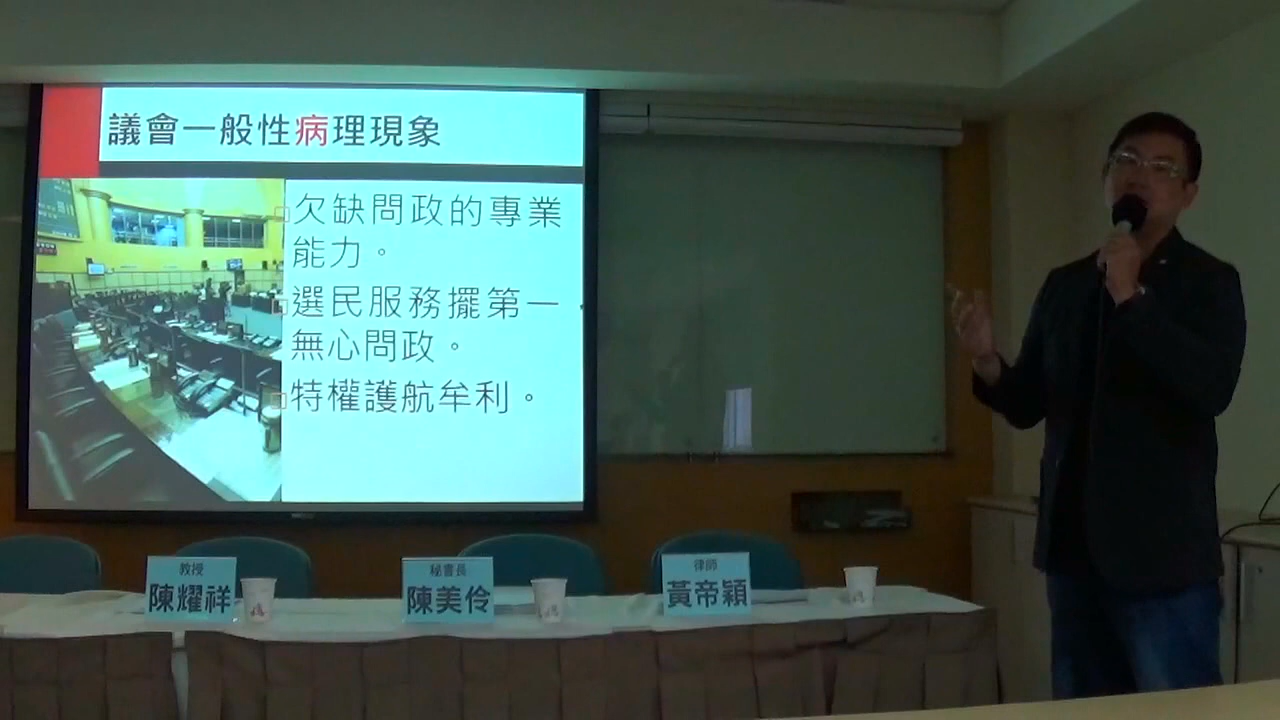 議會一般性病理現象
欠缺問政的專業
能力。
選民服務擺第一
無心問政。
特權護航牟利。
教授
陳耀祥
秘書長
陳美伶
律師
黃帝穎